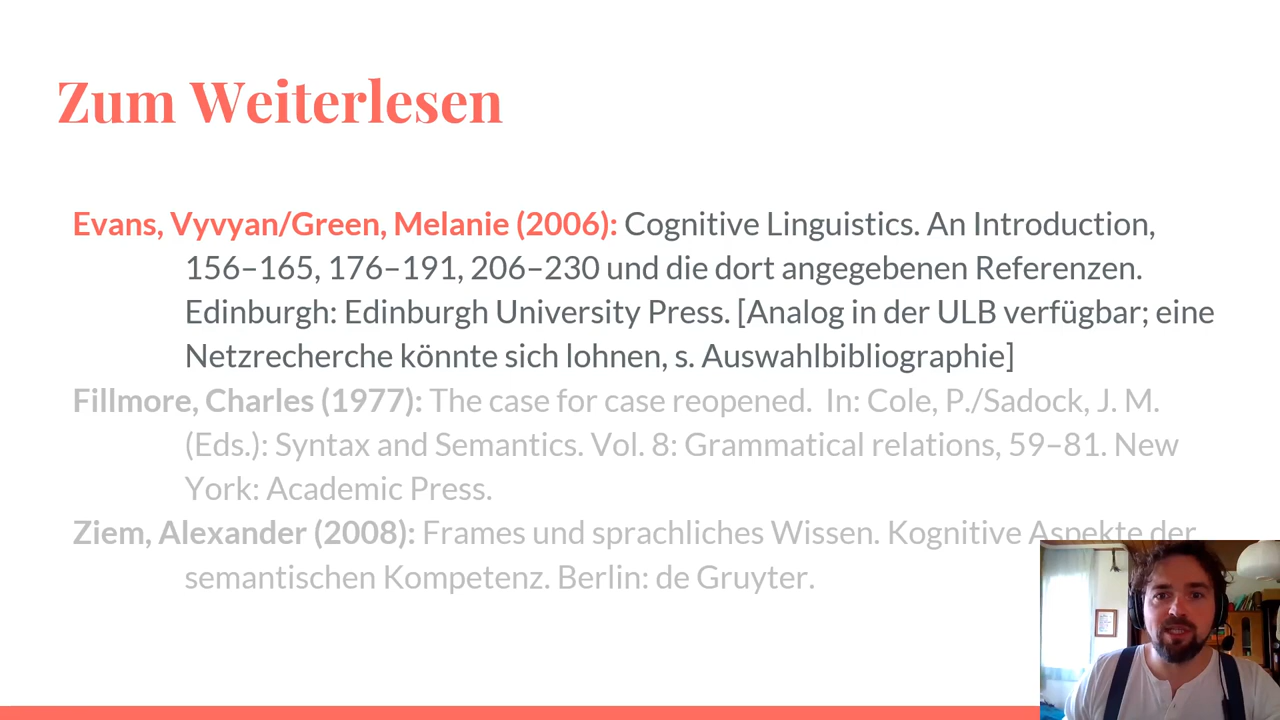 Zum Weiterlesen
Evans, Vyvyan/Green, Melanie (2006): Cognitive Linguistics. An Introduction,
156–165, 176–191, 206–230 und die dort angegebenen Referenzen.
Edinburgh: Edinburgh University Press. [Analog in der ULB verfügbar; eine
Netzrecherche könnte sich lohnen, s. Auswahlbibliographie]
Fillmore, Charles (1977): The case for case reopened. In: Cole, P./Sadock, J. M.
(Eds.): Syntax and Semantics. Vol. 8: Grammatical relations, 59–81. New
York: Academic Press.
Ziem, Alexander (2008): Frames und sprachliches Wissen. Kognitive Aspekte der
semantischen Kompetenz. Berlin: de Gruyter.